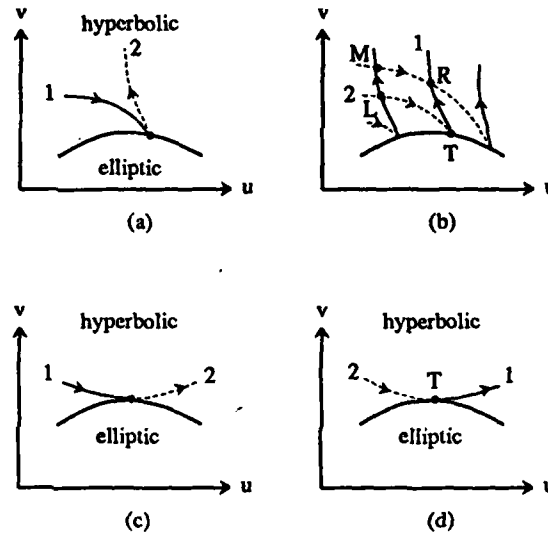 v
hyperbolic
2
1
elliptic
u
(a)
v
1
M
R
2
L
T
u
(b)
v
hyperbolic
1
2
elliptic
u
(c)
v
hyperbolic
2
T
1
elliptic
u
(d)